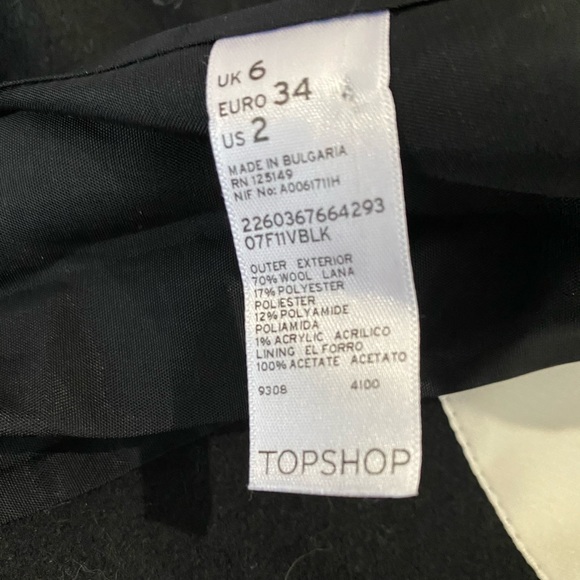 UK 6
EURO 34
US 2
MADE IN BULGARIA
RN 125149
NIF No: A0061711H
2260367664293
07F11VBLK
OUTER EXTERIOR
70% WOOL LANA
17% POLYESTER
POLIESTER
12% POLYAMIDE
POLIAMIDA
1% ACRYLIC ACRILICO
LINING EL FORRO
100% ACETATE ACETATO
9308 4100
TOPSHOP